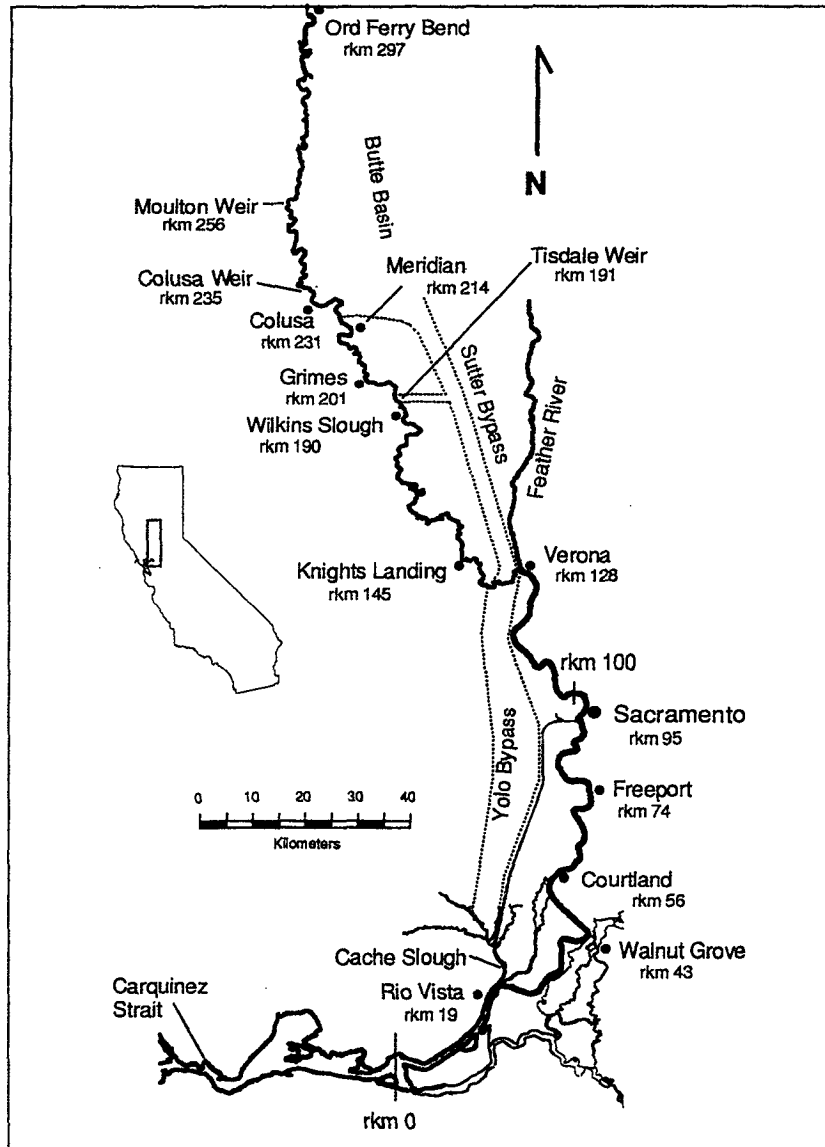 Ord Ferry Bend
rkm 297
N
Butte Basin
Moulton Weir
rkm 256
Tisdale Weir
rkm 191
Meridian
rkm 214
Colusa Weir
rkm 235
Colusa
rkm 231
Grimes
rkm 201
Wilkins Slough
rkm 190
Sutter Bypass
Feather River
Knights Landing
rkm 145
Verona
rkm 128
rkm 100
Sacramento
rkm 95
Yolo Bypass
Freeport
rkm 74
0 10 20 30 40
Kilometers
Courtland
rkm 56
Walnut Grove
rkm 43
Cache Slough
Rio Vista
rkm 19
Carquinez
Strait
rkm 0